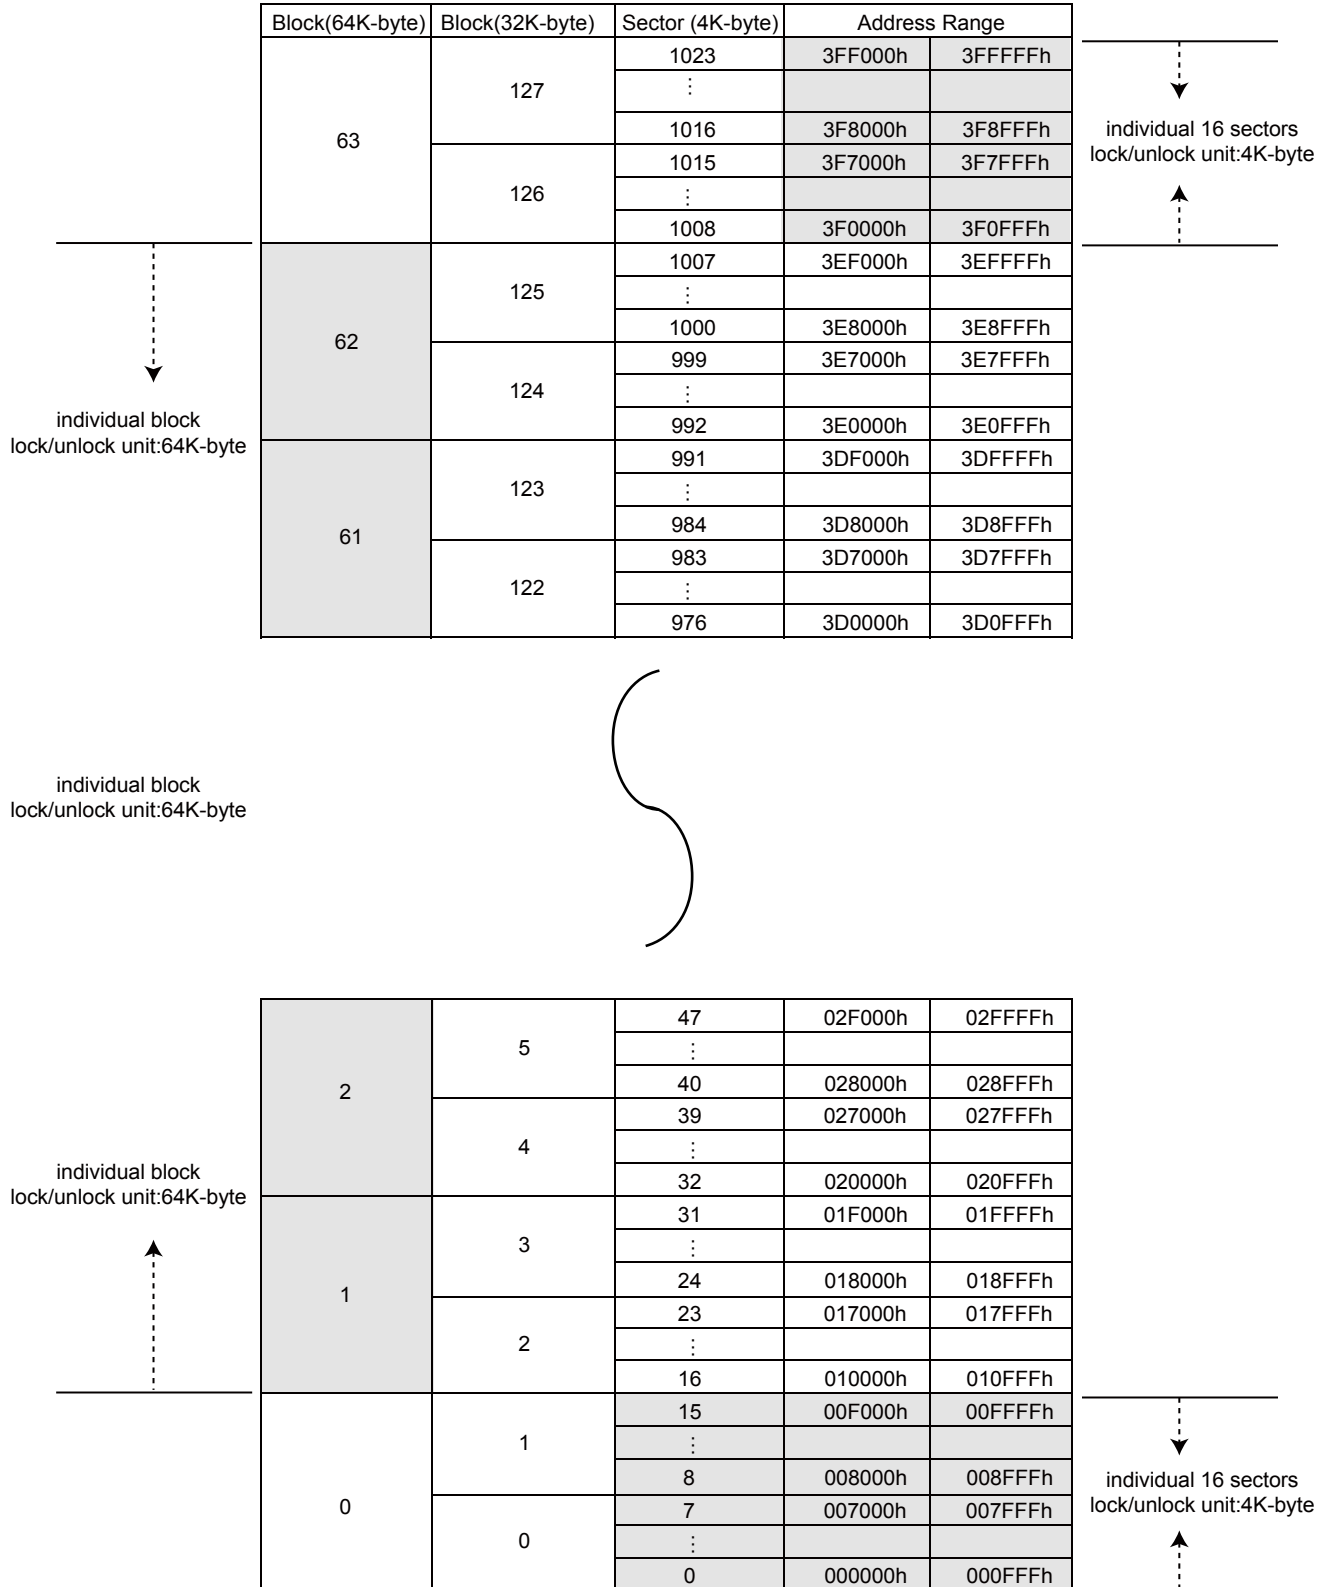 Block(64K-byte) Block(32K-byte) Sector (4K-byte) Address Range
1023 3FF000h 3FFFFFh
127 ⋮
1016 3F8000h 3F8FFFh
63
1015 3F7000h 3F7FFFh
126 ⋮
1008 3F0000h 3F0FFFh
individual 16 sectors
lock/unlock unit:4K-byte
1007 3EF000h 3EFFFFh
125 ⋮
1000 3E8000h 3E8FFFh
62
999 3E7000h 3E7FFFh
124 ⋮
992 3E0000h 3E0FFFh
individual block
lock/unlock unit:64K-byte
991 3DF000h 3DFFFFh
123 ⋮
984 3D8000h 3D8FFFh
61
983 3D7000h 3D7FFFh
122 ⋮
976 3D0000h 3D0FFFh
individual block
lock/unlock unit:64K-byte
47 02F000h 02FFFFh
5 ⋮
40 028000h 028FFFh
2
39 027000h 027FFFh
4 ⋮
32 020000h 020FFFh
individual block
lock/unlock unit:64K-byte
31 01F000h 01FFFFh
3 ⋮
24 018000h 018FFFh
1
23 017000h 017FFFh
2 ⋮
16 010000h 010FFFh
15 00F000h 00FFFFh
1 ⋮
8 008000h 008FFFh
0
7 007000h 007FFFh
0 ⋮
0 000000h 000FFFh
individual 16 sectors
lock/unlock unit:4K-byte